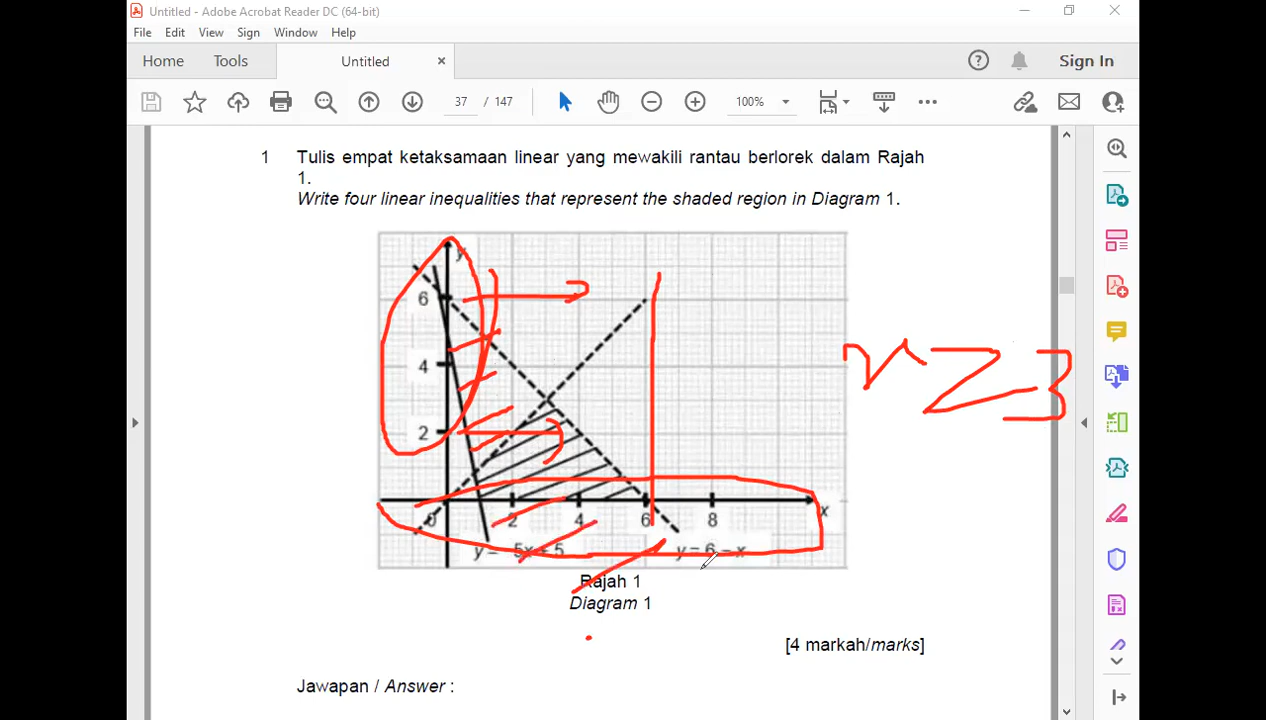 Untitled - Adobe Acrobat Reader DC (64-bit)
File Edit View Sign Window Help
Home Tools Untitled × ? Sign In
37 / 147 100%
1 Tulis empat ketaksamaan linear yang mewakili rantau berlorek dalam Rajah
1.
Write four linear inequalities that represent the shaded region in Diagram 1.
y
6
4
2
0 2 4 6 8 x
y = -5x + 5 y = 6 - x
x ≥ 3
Rajah 1
Diagram 1
[4 markah/marks]
Jawapan / Answer :